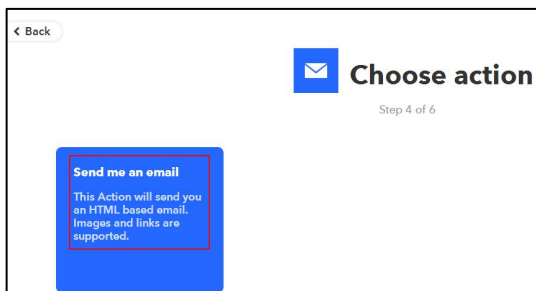 Back
Choose action
Step 4 of 6
Send me an email
This Action will send you
an HTML based email.
Images and links are
supported.